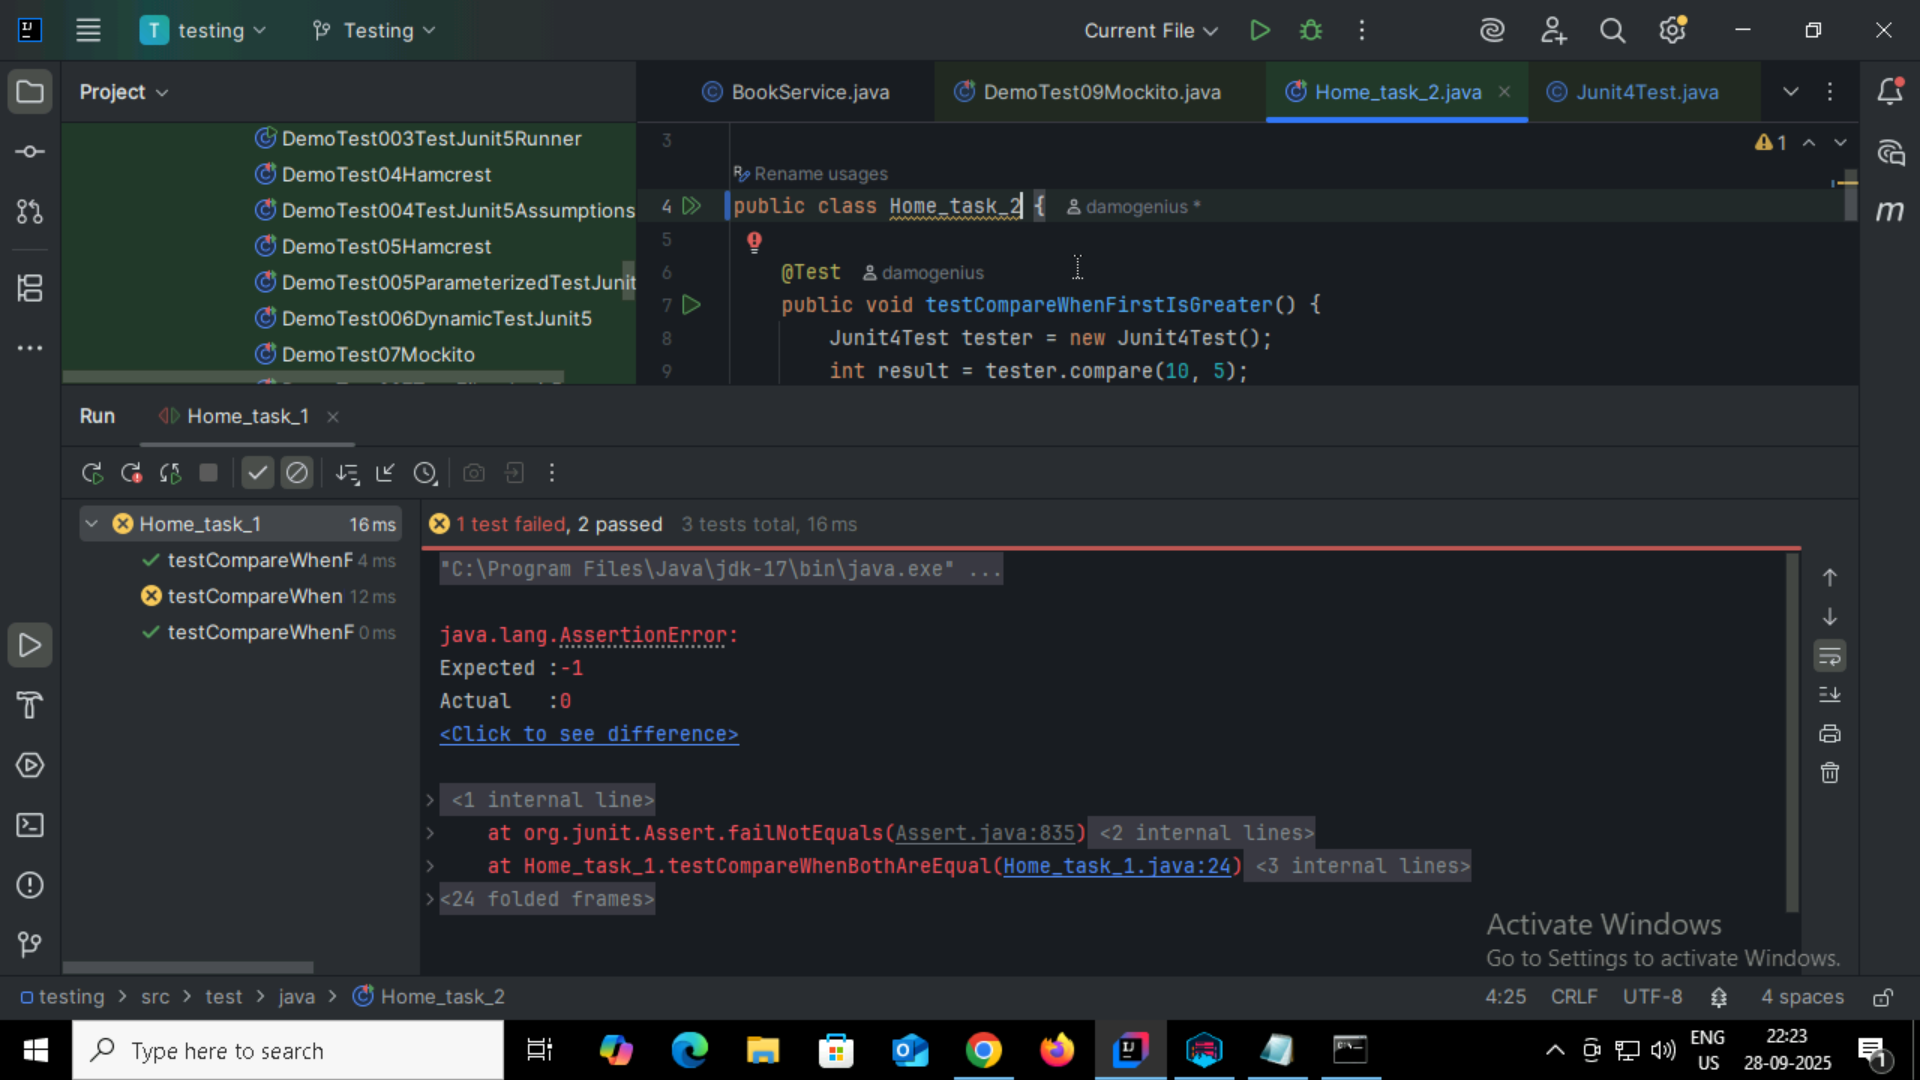 T testing
Testing
Current File
Project
BookService.java
DemoTest09Mockito.java
Home_task_2.java
Junit4Test.java
DemoTest003TestJunit5Runner
DemoTest04Hamcrest
DemoTest004TestJunit5Assumptions
DemoTest05Hamcrest
DemoTest005ParameterizedTestJunit
DemoTest006DynamicTestJunit5
DemoTest07Mockito
3
1
Rename usages
4 public class Home_task_2 { damogenius *
5
6 @Test damogenius
7 public void testCompareWhenFirstIsGreater() {
8 Junit4Test tester = new Junit4Test();
9 int result = tester.compare(10, 5);
Run
Home_task_1
Home_task_1 16 ms
testCompareWhenF 4 ms
testCompareWhen 12 ms
testCompareWhenF 0 ms
1 test failed, 2 passed 3 tests total, 16 ms
"C:\Program Files\Java\jdk-17\bin\java.exe" ...
java.lang.AssertionError:
Expected :-1
Actual :0
<Click to see difference>
<1 internal line>
at org.junit.Assert.failNotEquals(Assert.java:835) <2 internal lines>
at Home_task_1.testCompareWhenBothAreEqual(Home_task_1.java:24) <3 internal lines>
<24 folded frames>
Activate Windows
Go to Settings to activate Windows.
testing > src > test > java > Home_task_2
4:25 CRLF UTF-8 4 spaces
Type here to search
ENG
US
22:23
28-09-2025
1